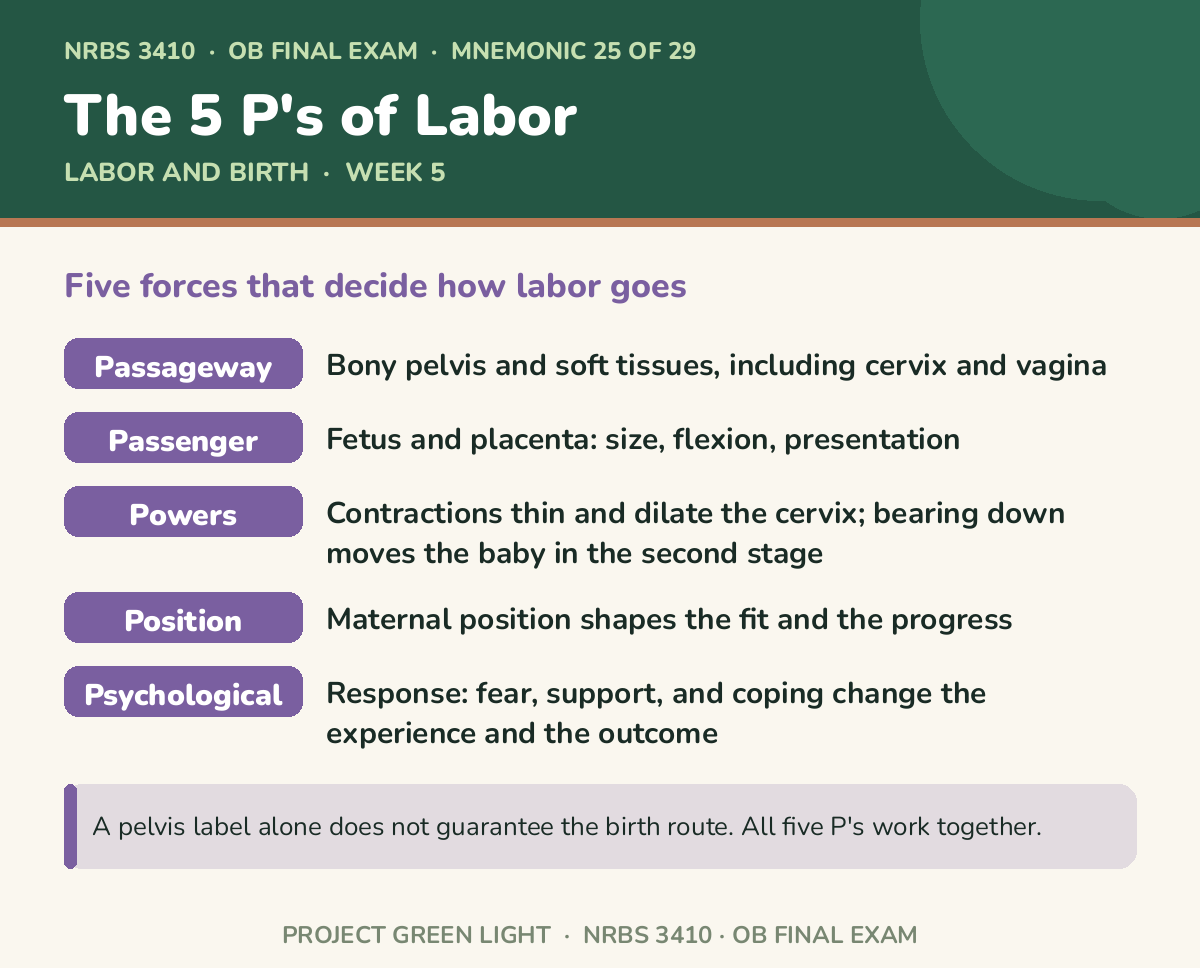 NRBS 3410 · OB FINAL EXAM · MNEMONIC 25 OF 29
The 5 P's of Labor
LABOR AND BIRTH · WEEK 5
Five forces that decide how labor goes
Passageway Bony pelvis and soft tissues, including cervix and vagina
Passenger Fetus and placenta: size, flexion, presentation
Powers Contractions thin and dilate the cervix; bearing down
moves the baby in the second stage
Position Maternal position shapes the fit and the progress
Psychological Response: fear, support, and coping change the
experience and the outcome
A pelvis label alone does not guarantee the birth route. All five P's work together.
PROJECT GREEN LIGHT · NRBS 3410 · OB FINAL EXAM